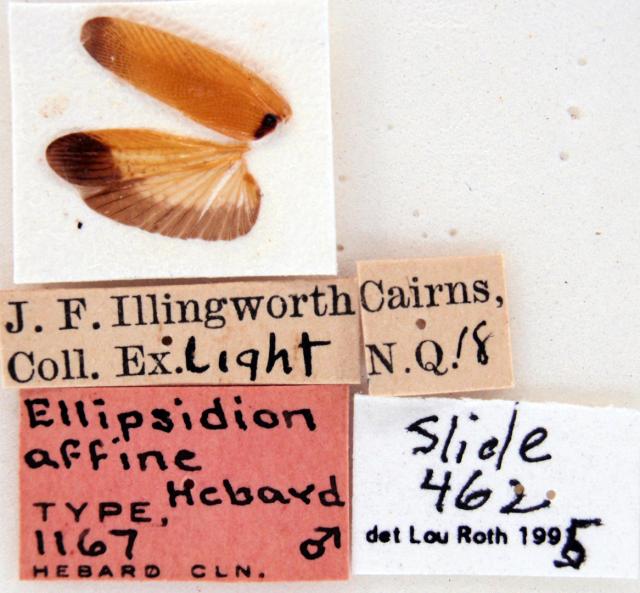 J. F. Illingworth
Coll. Ex. Light
Cairns,
N.Q. '18
Ellipsidion
affine
Hebard
TYPE,
1167 ♂
HEBARD CLN.
Slide
462
det Lou Roth 1995